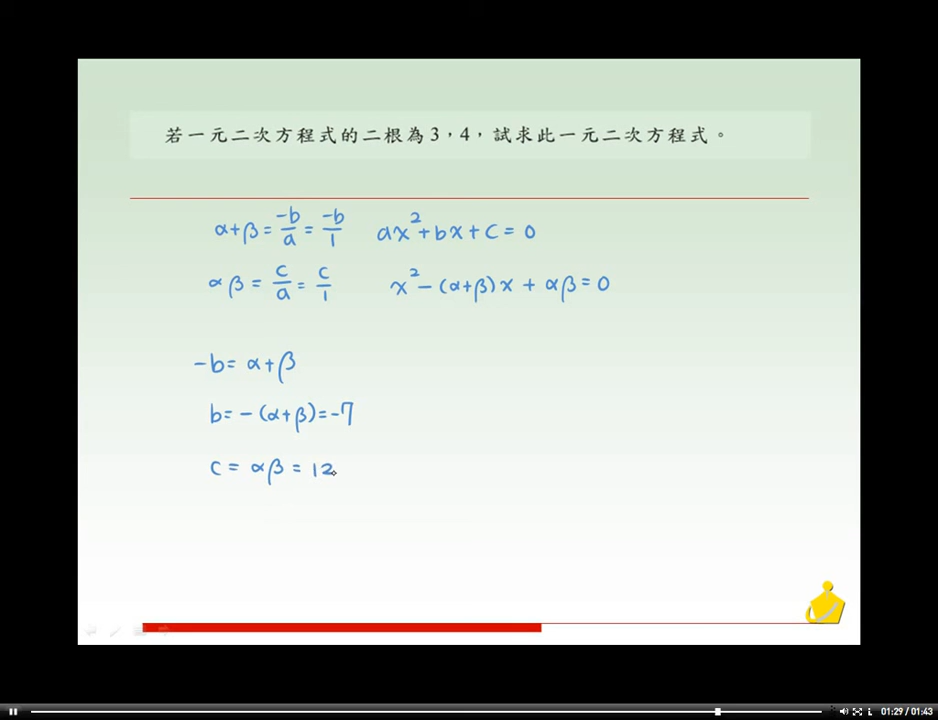 若一元二次方程式的二根為3，4，試求此一元二次方程式。
α+β = -b/a = -b/1 ax²+bx+c = 0
αβ = c/a = c/1 x² - (α+β)x + αβ = 0
-b = α+β
b = -(α+β) = -7
c = αβ = 12
01:29 / 01:43